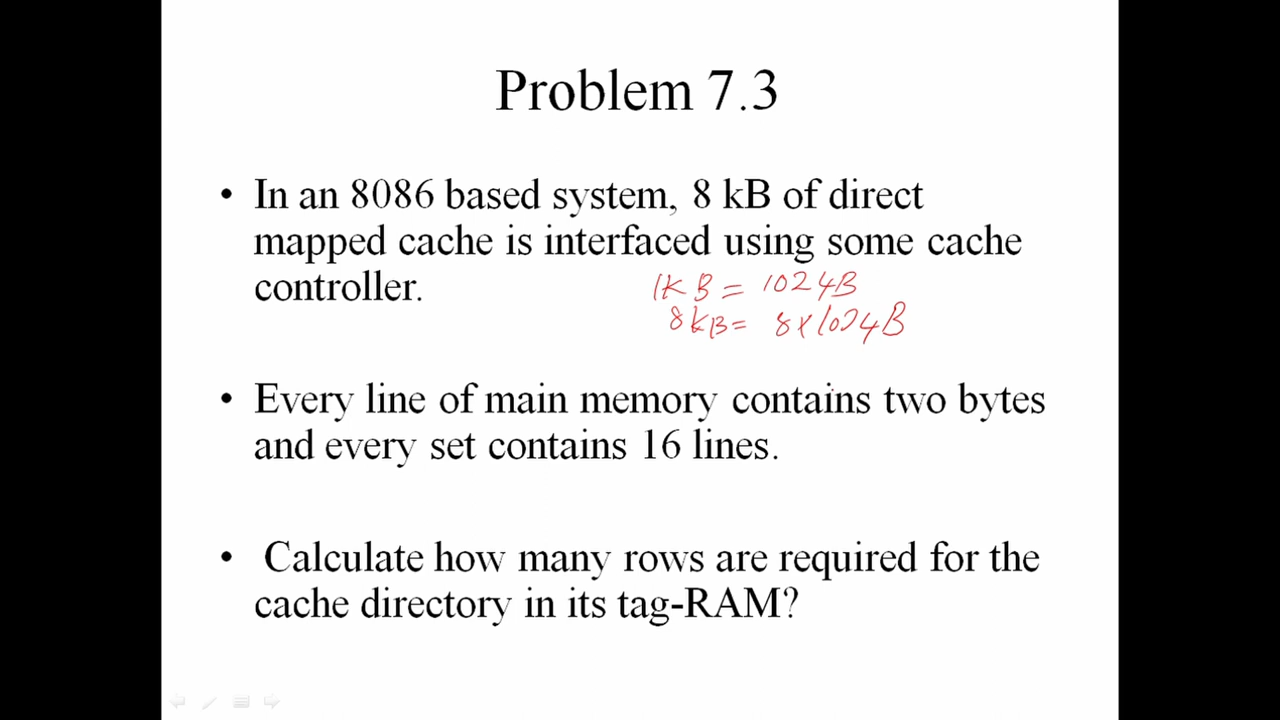 Problem 7.3
• In an 8086 based system, 8 kB of direct
mapped cache is interfaced using some cache
controller.
1KB = 1024B
8KB = 8x1024B
• Every line of main memory contains two bytes
and every set contains 16 lines.
• Calculate how many rows are required for the
cache directory in its tag-RAM?